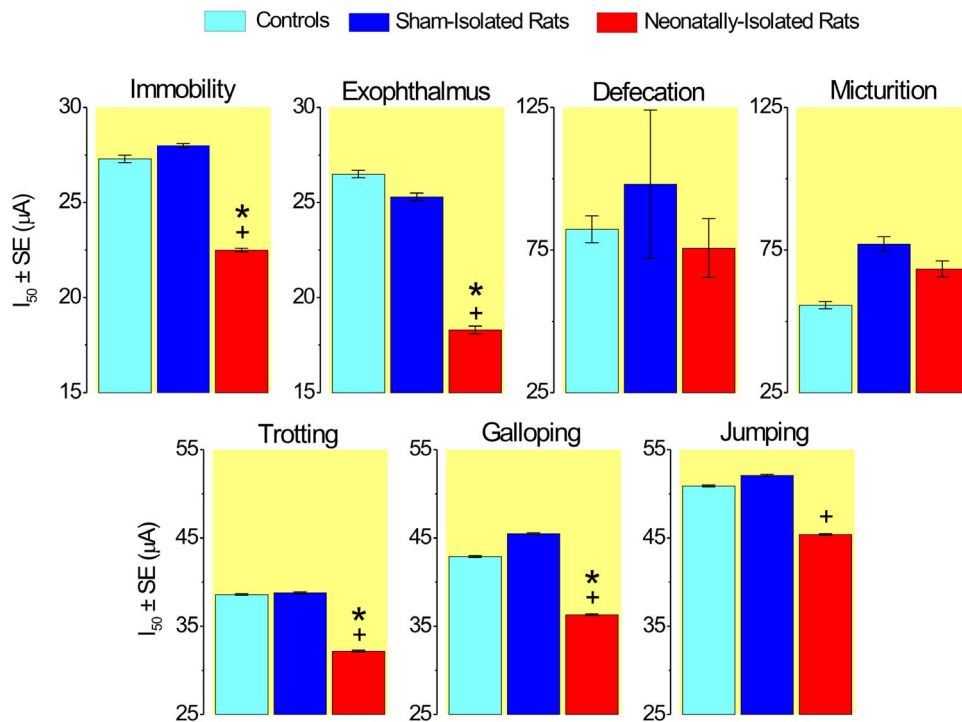 Controls Sham-Isolated Rats Neonatally-Isolated Rats
Immobility Exophthalmus Defecation Micturition
I₅₀ ± SE (µA)
30 30 125 125
25 25
* + * +
75 75
20 20
15 15 25 25
Trotting Galloping Jumping
I₅₀ ± SE (µA)
55 55 55
45 45 45
* + * + +
35 35 35
25 25 25